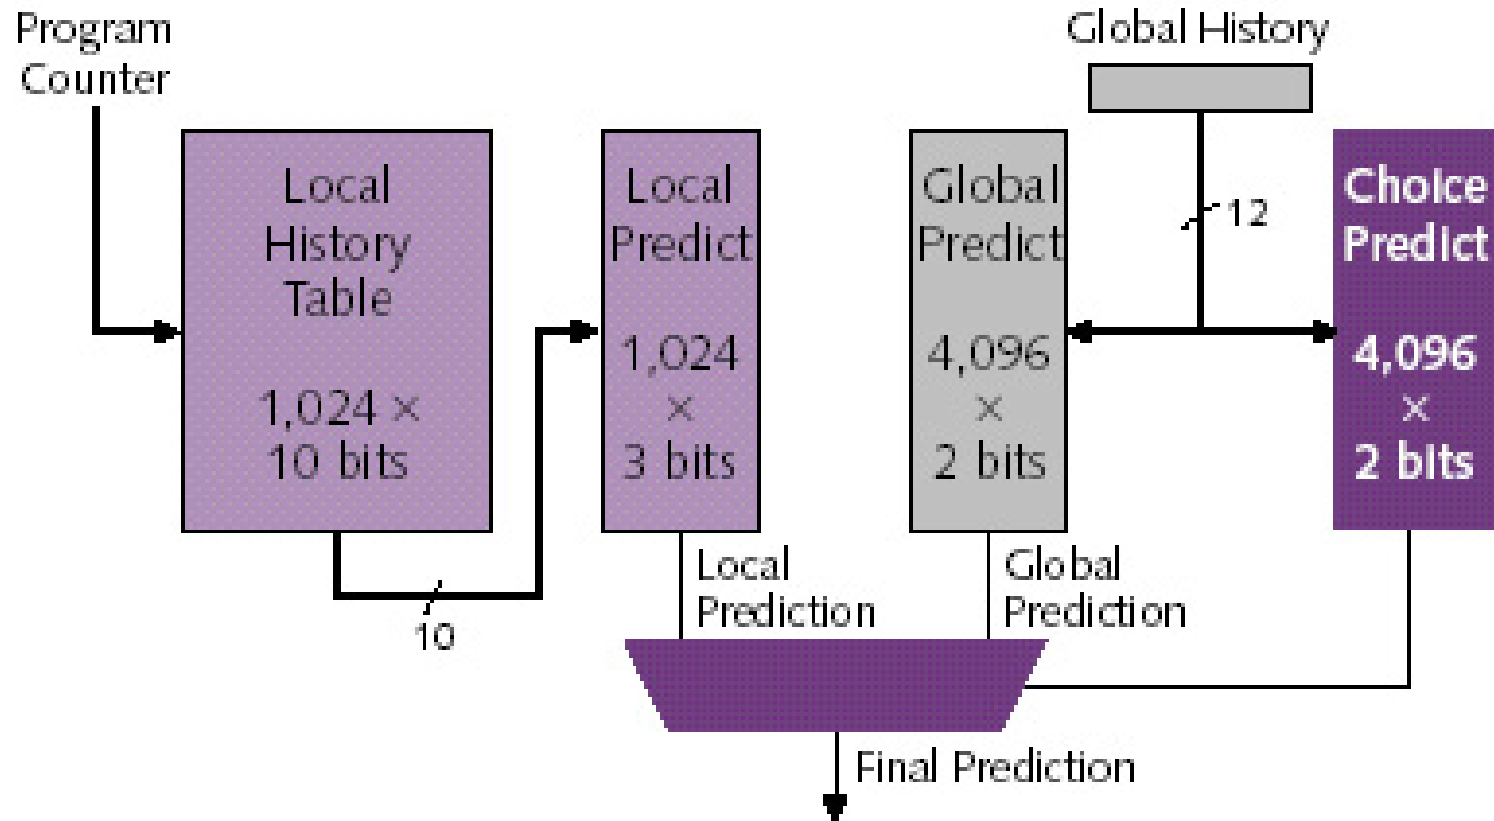 Program
Counter
Global History
Local
History
Table
1,024 ×
10 bits
Local
Predict
1,024
×
3 bits
Global
Predict
4,096
×
2 bits
12
Choice
Predict
4,096
×
2 bits
10
Local
Prediction
Global
Prediction
Final Prediction